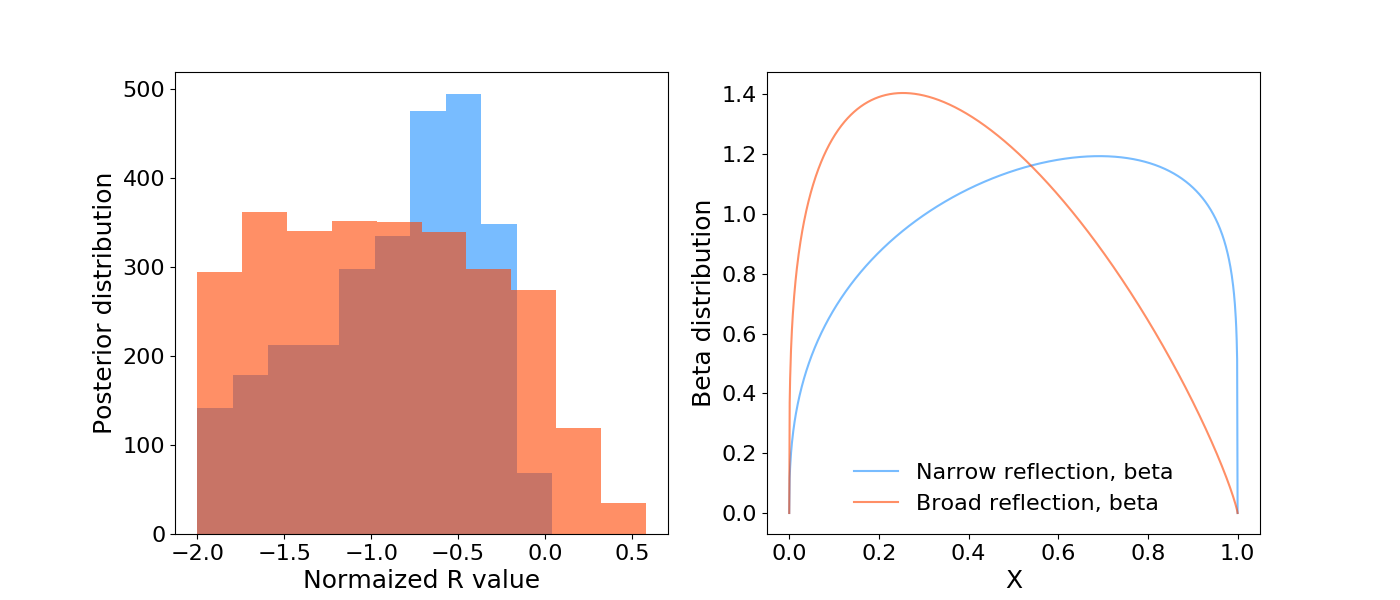 Posterior distribution
500
400
300
200
100
0
−2.0 −1.5 −1.0 −0.5 0.0 0.5
Normaized R value
Beta distribution
1.4
1.2
1.0
0.8
0.6
0.4
0.2
0.0
Narrow reflection, beta
Broad reflection, beta
0.0 0.2 0.4 0.6 0.8 1.0
X